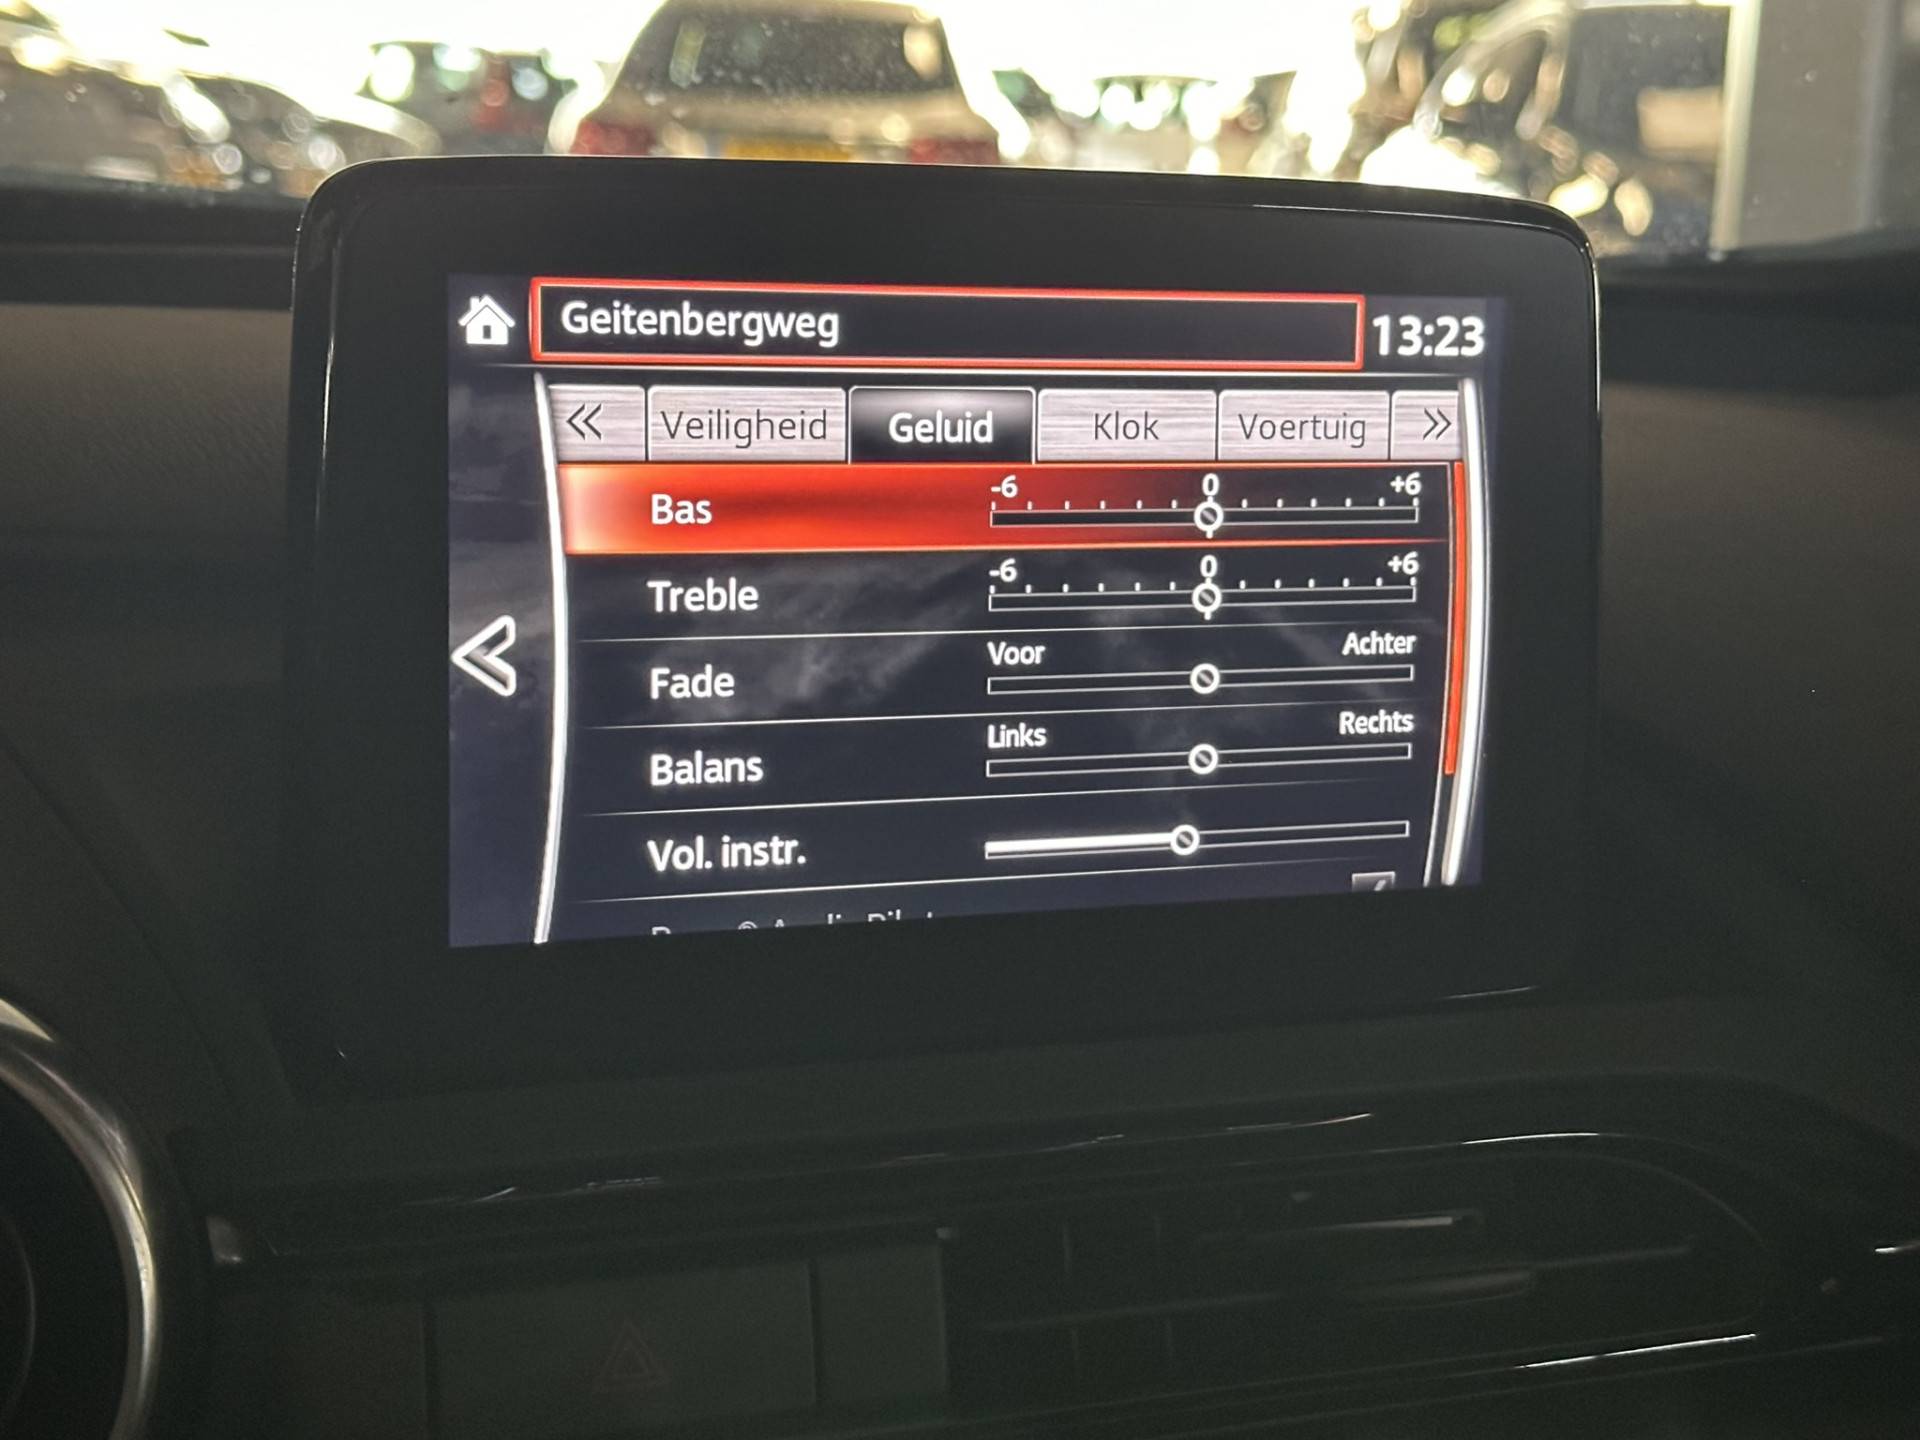 Geitenbergweg 13:23
« Veiligheid Geluid Klok Voertuig »
Bas -6 0 +6
Treble -6 0 +6
Fade Voor Achter
Balans Links Rechts
Vol. instr.